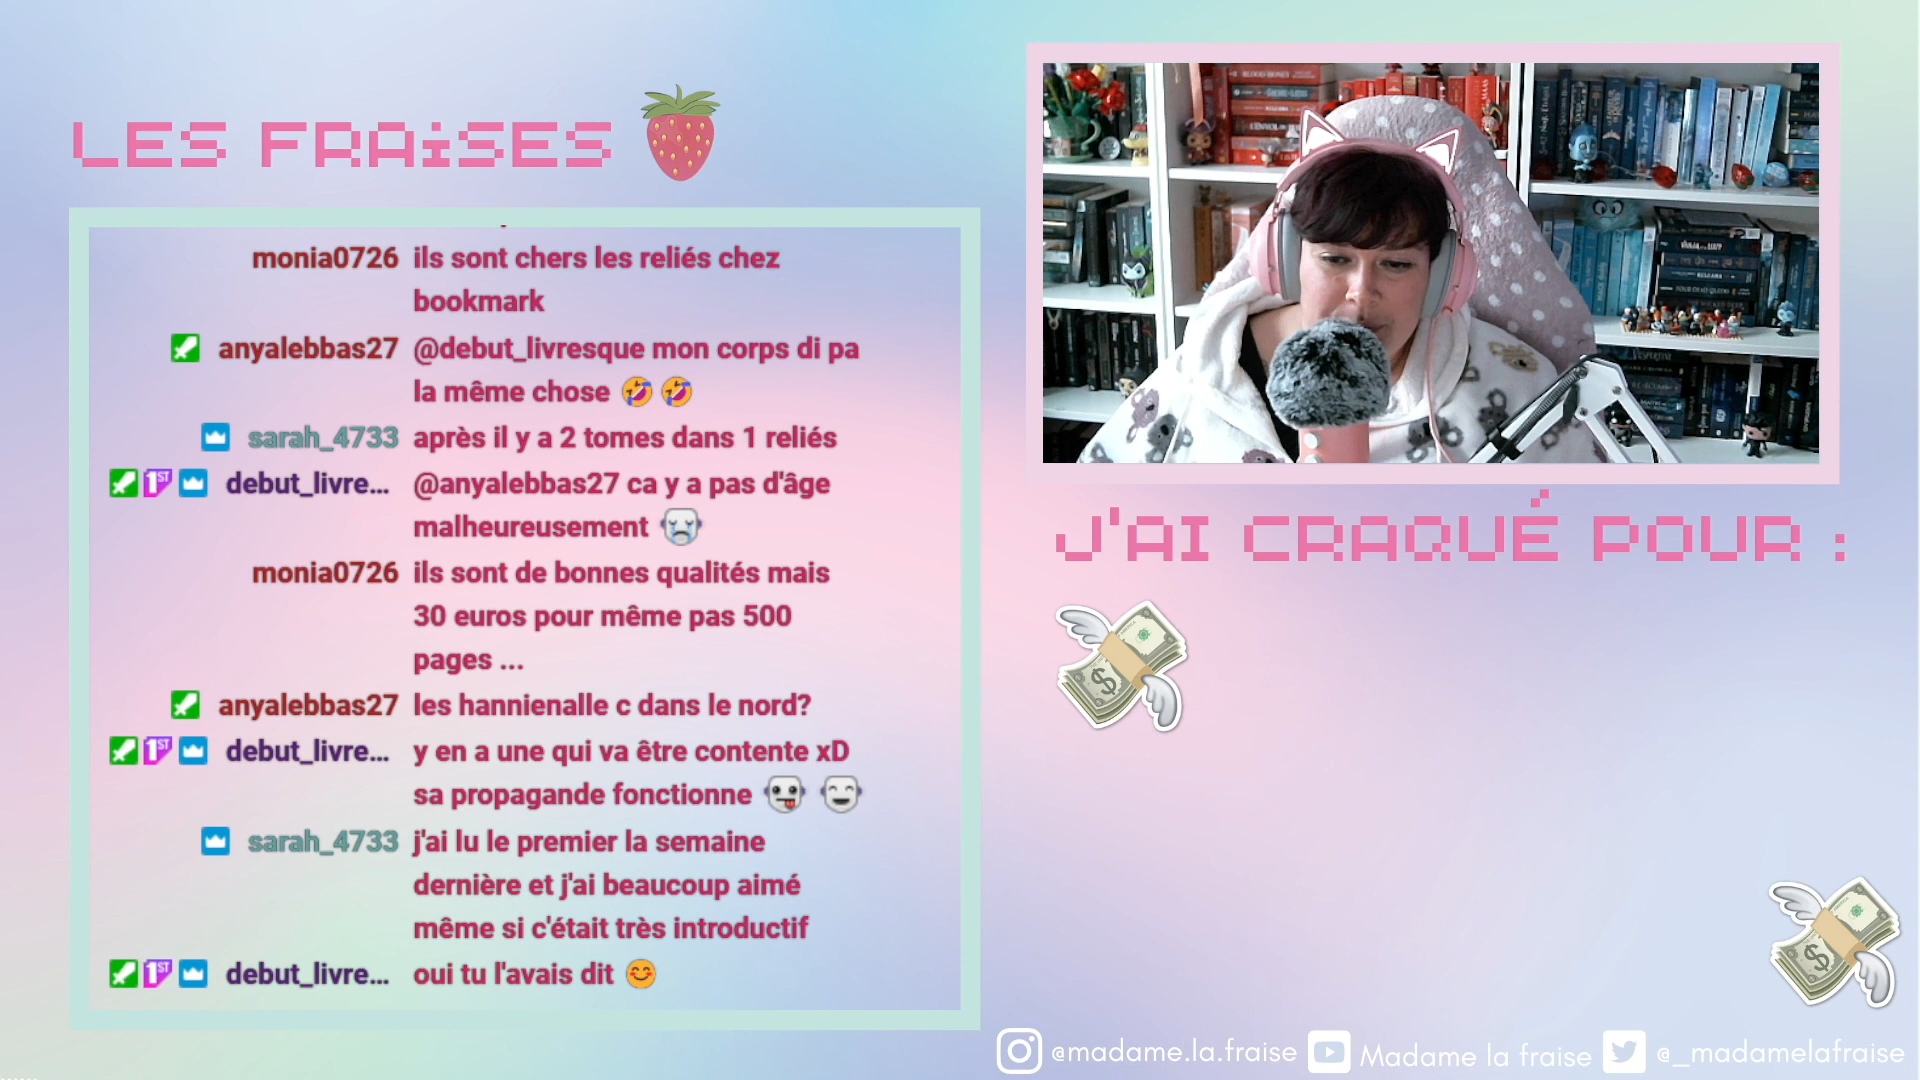 LES FRAiSES
monia0726 ils sont chers les reliés chez
bookmark
anyalebbas27 @debut_livresque mon corps di pa
la même chose 🤣 🤣
sarah_4733 après il y a 2 tomes dans 1 reliés
1ST debut_livre... @anyalebbas27 ca y a pas d'âge
malheureusement
monia0726 ils sont de bonnes qualités mais
30 euros pour même pas 500
pages ...
anyalebbas27 les hannienalle c dans le nord?
1ST debut_livre... y en a une qui va être contente xD
sa propagande fonctionne
sarah_4733 j'ai lu le premier la semaine
dernière et j'ai beaucoup aimé
même si c'était très introductif
1ST debut_livre... oui tu l'avais dit 😊
J'AI CRAQUÉ POUR :
@madame.la.fraise Madame la fraise @_madamelafraise